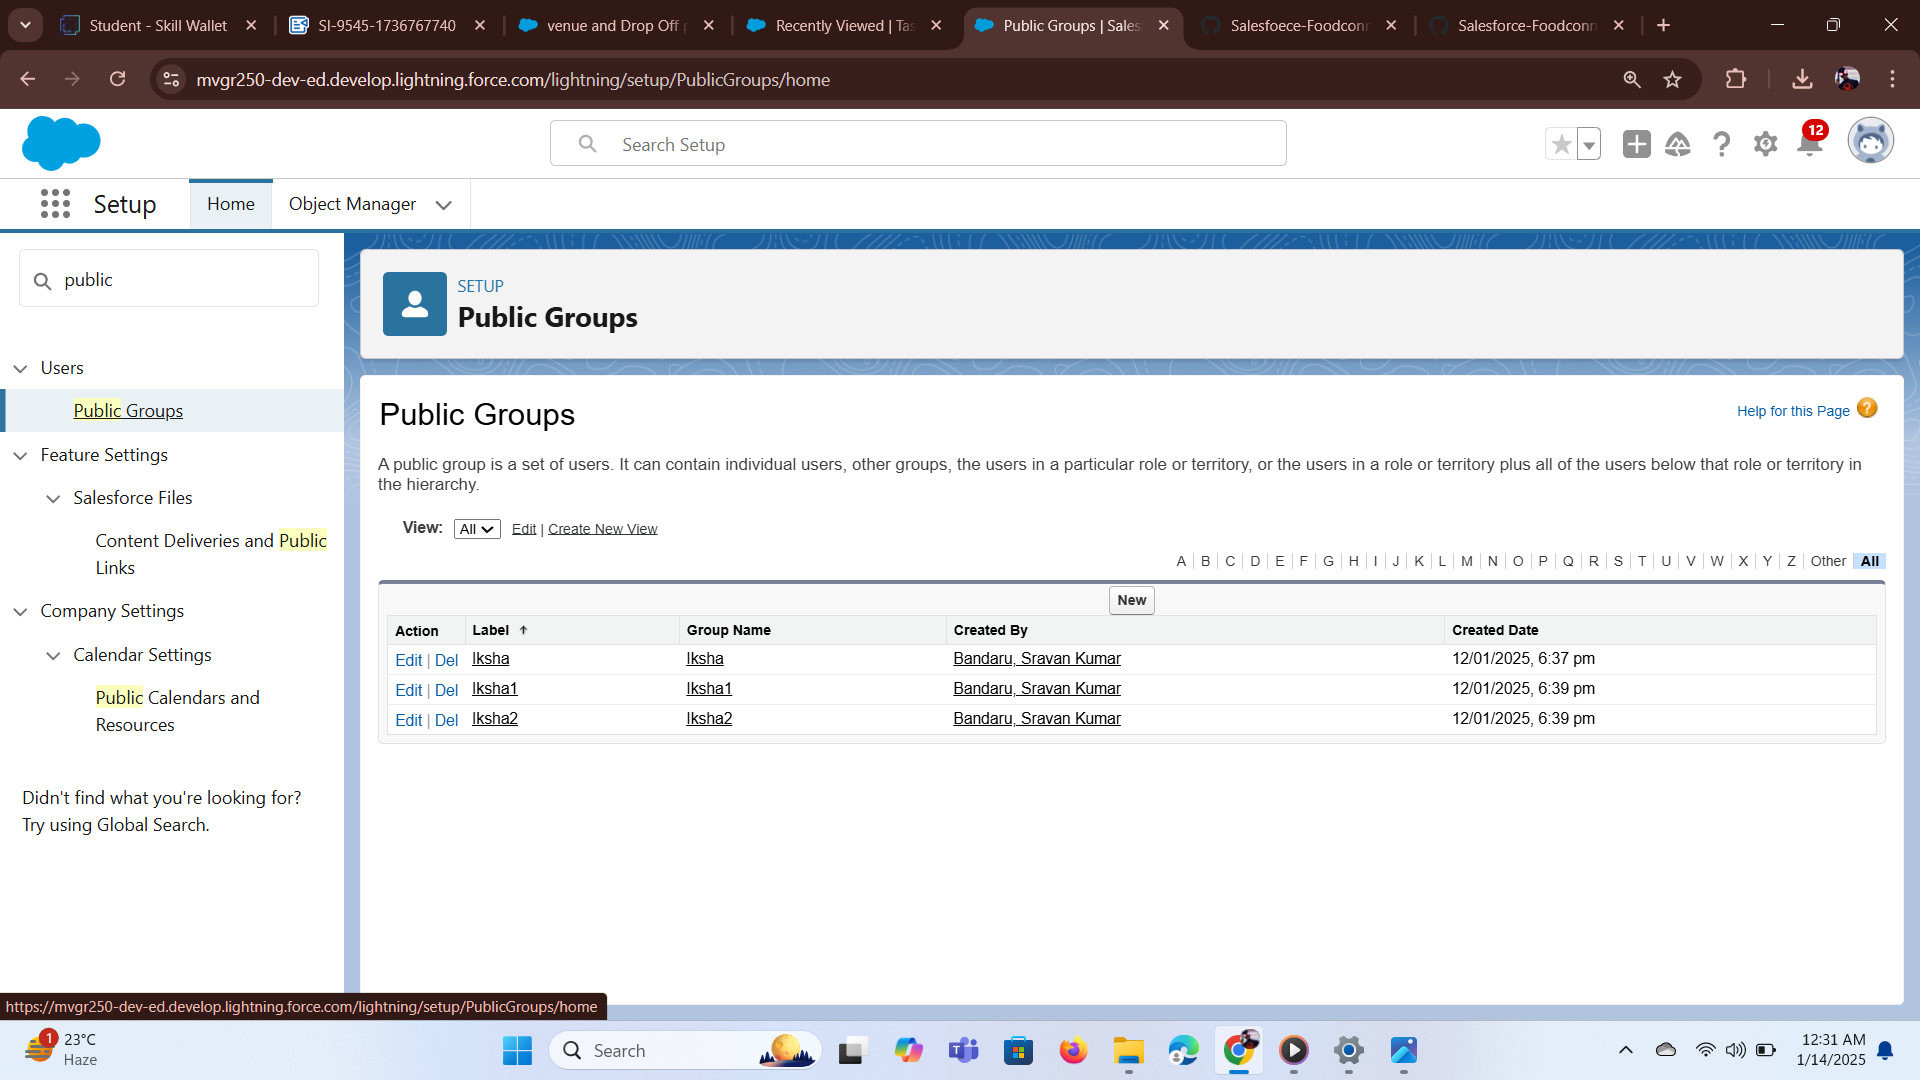 Student - Skill Wallet
SI-9545-1736767740
venue and Drop Off
Recently Viewed | Tas
Public Groups | Sales
Salesfoece-Foodconn
Salesforce-Foodconn
mvgr250-dev-ed.develop.lightning.force.com/lightning/setup/PublicGroups/home
Search Setup
12
Setup
Home
Object Manager
public
Users
Public Groups
Feature Settings
Salesforce Files
Content Deliveries and Public
Links
Company Settings
Calendar Settings
Public Calendars and
Resources
Didn't find what you're looking for?
Try using Global Search.
SETUP
Public Groups
Public Groups
Help for this Page ?
A public group is a set of users. It can contain individual users, other groups, the users in a particular role or territory, or the users in a role or territory plus all of the users below that role or territory in
the hierarchy.
View: All Edit | Create New View
A B C D E F G H I J K L M N O P Q R S T U V W X Y Z Other All
New
Action Label Group Name Created By Created Date
Edit | Del Iksha Iksha Bandaru, Sravan Kumar 12/01/2025, 6:37 pm
Edit | Del Iksha1 Iksha1 Bandaru, Sravan Kumar 12/01/2025, 6:39 pm
Edit | Del Iksha2 Iksha2 Bandaru, Sravan Kumar 12/01/2025, 6:39 pm
https://mvgr250-dev-ed.develop.lightning.force.com/lightning/setup/PublicGroups/home
1
23°C
Haze
Search
12:31 AM
1/14/2025